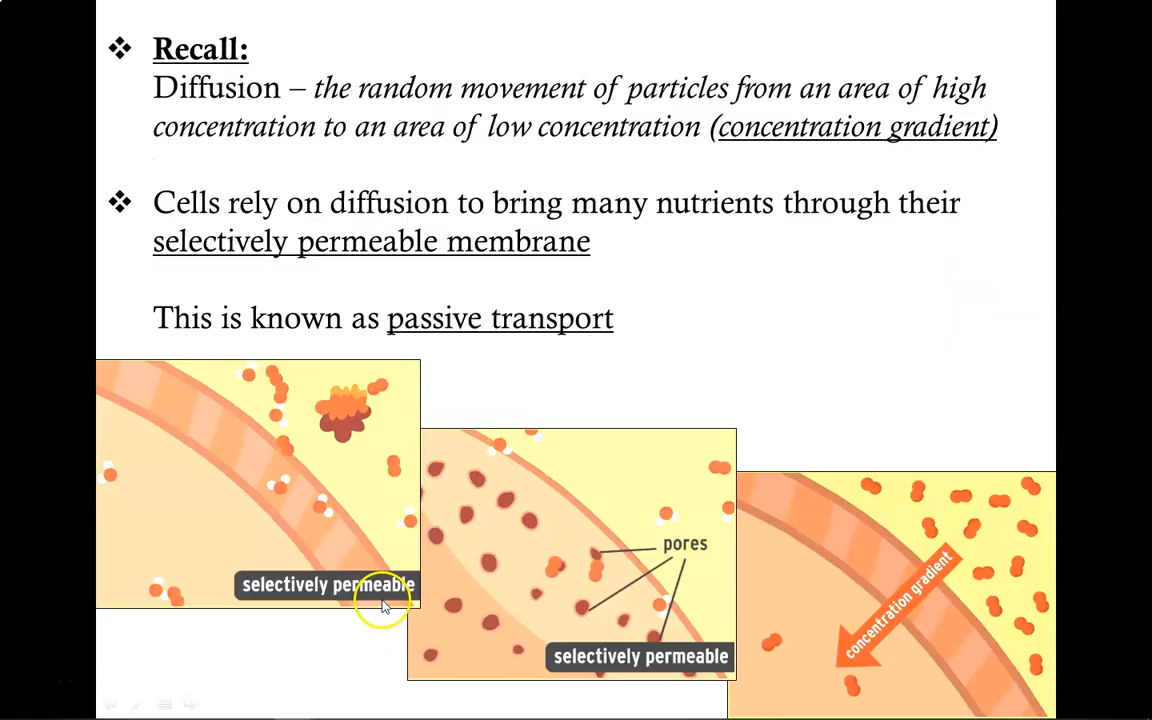 ❖ Recall:
Diffusion – the random movement of particles from an area of high
concentration to an area of low concentration (concentration gradient)
❖ Cells rely on diffusion to bring many nutrients through their
selectively permeable membrane
This is known as passive transport
selectively permeable
pores
selectively permeable
concentration gradient